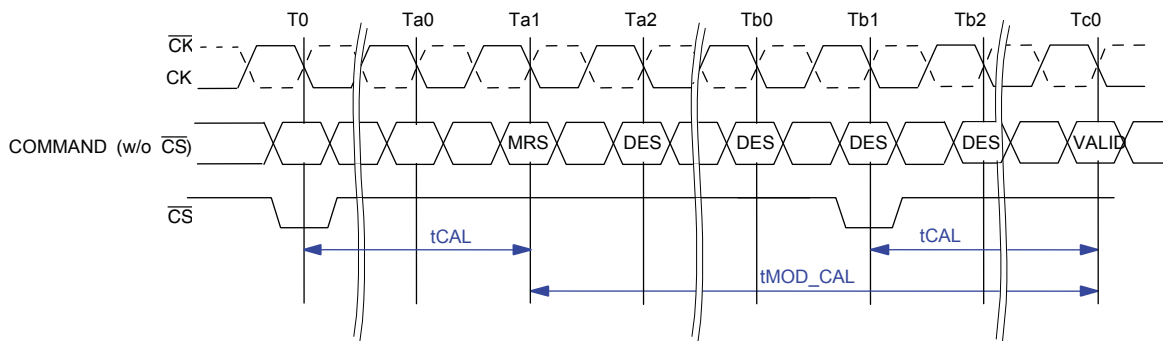 T0 Ta0 Ta1 Ta2 Tb0 Tb1 Tb2 Tc0
CK
CK
COMMAND (w/o CS) MRS DES DES DES DES VALID
CS
tCAL tCAL
tMOD_CAL